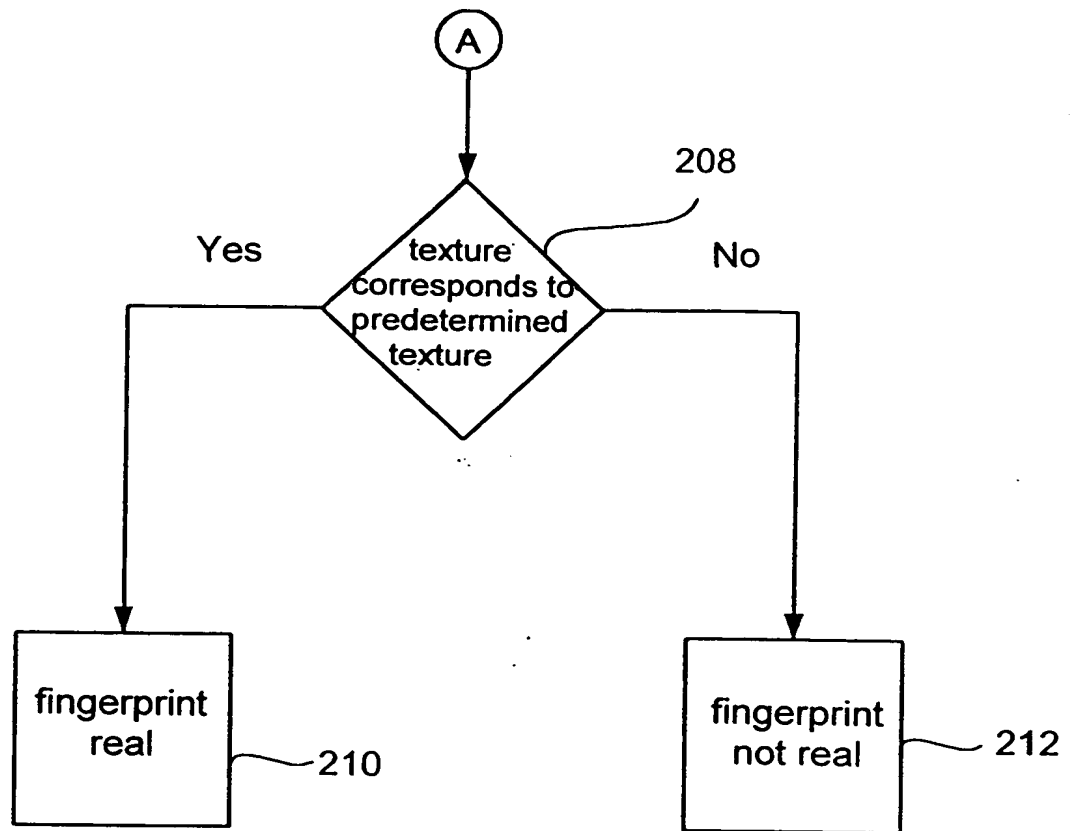 A
208
Yes
No
texture
corresponds to
predetermined
texture
fingerprint
real
210
fingerprint
not real
212